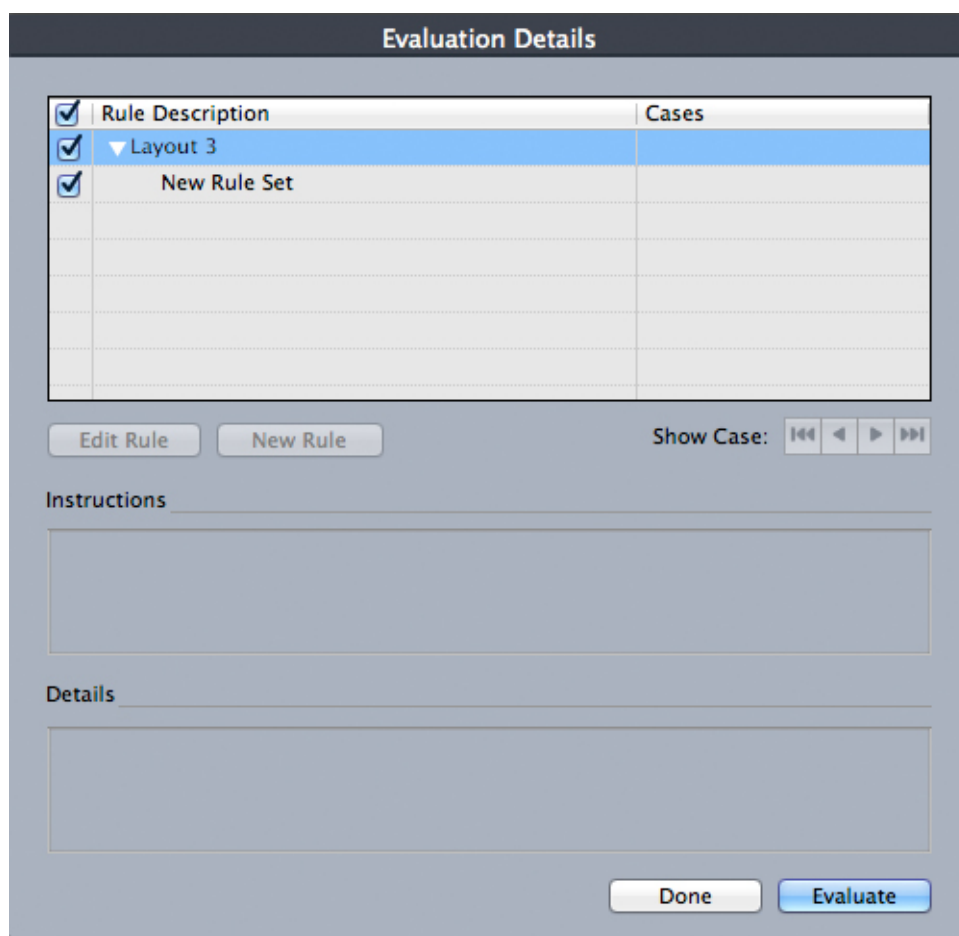 Evaluation Details
Rule Description Cases
Layout 3
New Rule Set
Edit Rule New Rule Show Case:
Instructions
Details
Done Evaluate